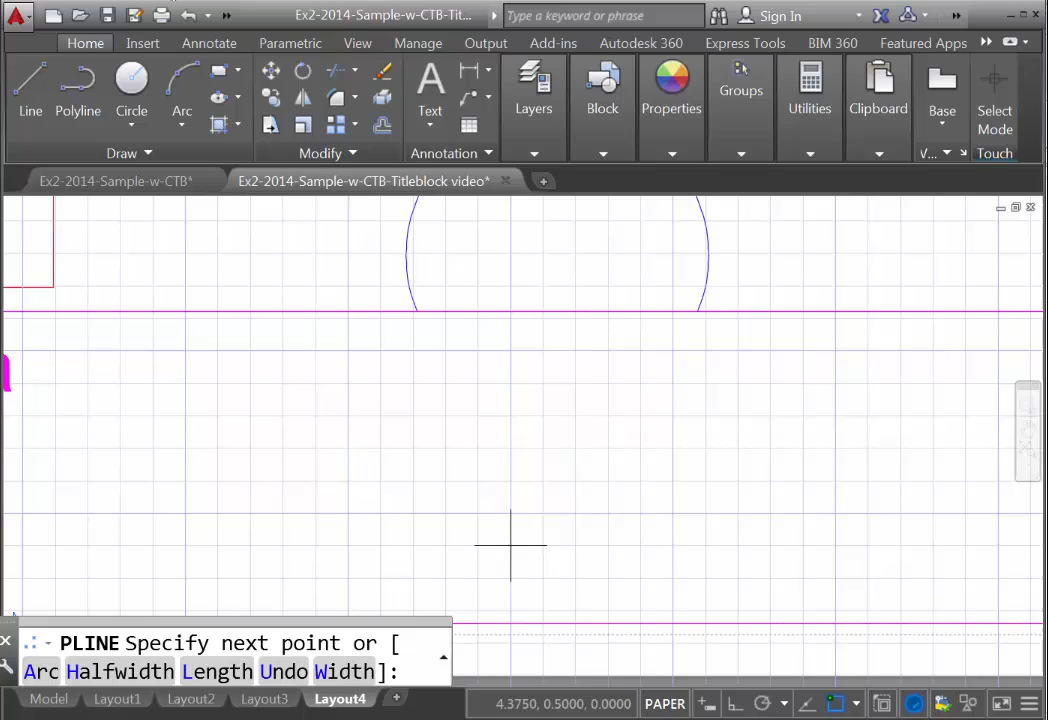 Ex2-2014-Sample-w-CTB-Tit... Type a keyword or phrase Sign In
Home Insert Annotate Parametric View Manage Output Add-ins Autodesk 360 Express Tools BIM 360 Featured Apps
Line Polyline Circle Arc Text Layers Block Properties Groups Utilities Clipboard Base Select Mode
Draw Modify Annotation V... Touch
Ex2-2014-Sample-w-CTB* Ex2-2014-Sample-w-CTB-Titleblock video*
PLINE Specify next point or [
Arc Halfwidth Length Undo Width]:
Model Layout1 Layout2 Layout3 Layout4 4.3750, 0.5000, 0.0000 PAPER